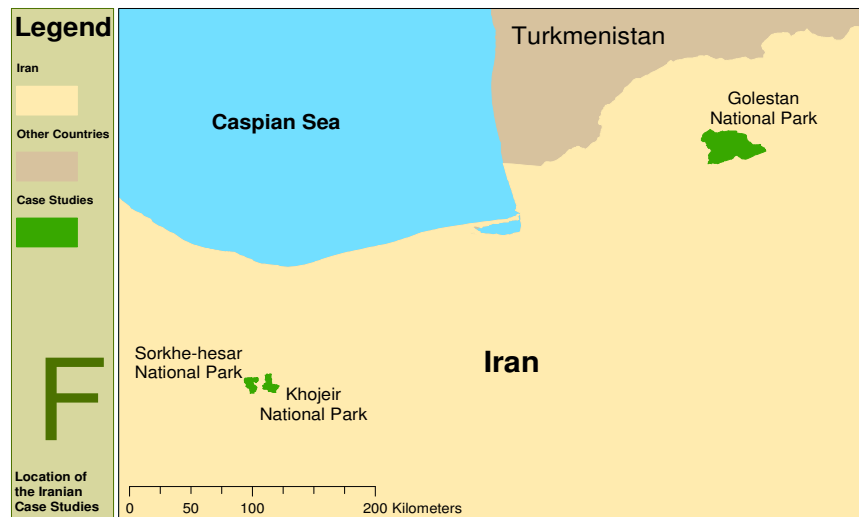 Legend
Iran
Other Countries
Case Studies
F
Location of
the Iranian
Case Studies
Turkmenistan
Caspian Sea
Golestan
National Park
Sorkhe-hesar
National Park
Khojeir
National Park
Iran
0 50 100 200 Kilometers